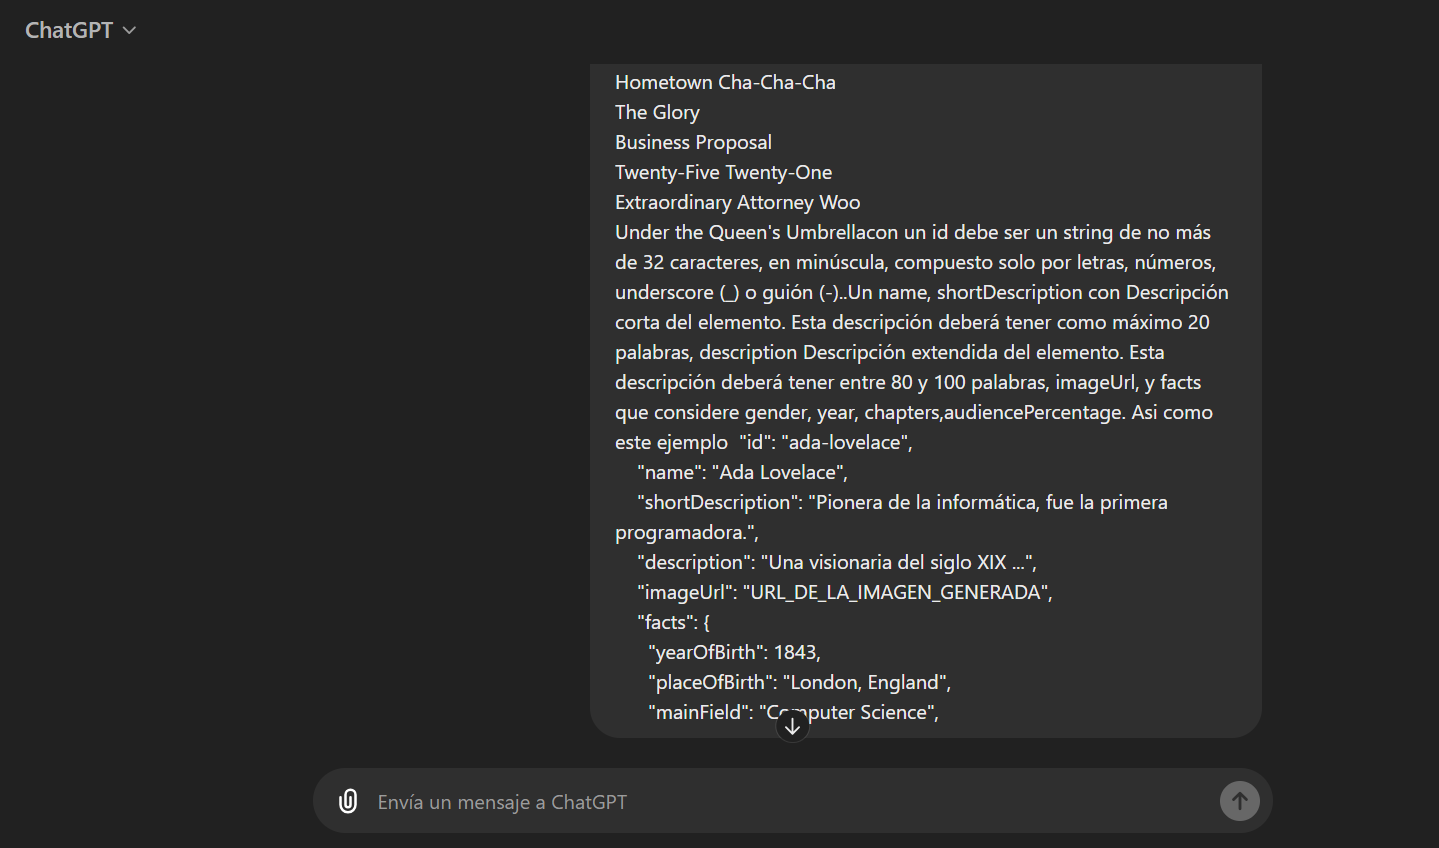 ChatGPT
Hometown Cha-Cha-Cha
The Glory
Business Proposal
Twenty-Five Twenty-One
Extraordinary Attorney Woo
Under the Queen's Umbrellacon un id debe ser un string de no más
de 32 caracteres, en minúscula, compuesto solo por letras, números,
underscore (_) o guión (-)..Un name, shortDescription con Descripción
corta del elemento. Esta descripción deberá tener como máximo 20
palabras, description Descripción extendida del elemento. Esta
descripción deberá tener entre 80 y 100 palabras, imageUrl, y facts
que considere gender, year, chapters,audiencePercentage. Asi como
este ejemplo  "id": "ada-lovelace",
"name": "Ada Lovelace",
"shortDescription": "Pionera de la informática, fue la primera
programadora.",
"description": "Una visionaria del siglo XIX ...",
"imageUrl": "URL_DE_LA_IMAGEN_GENERADA",
"facts": {
"yearOfBirth": 1843,
"placeOfBirth": "London, England",
"mainField": "Computer Science",
Envía un mensaje a ChatGPT